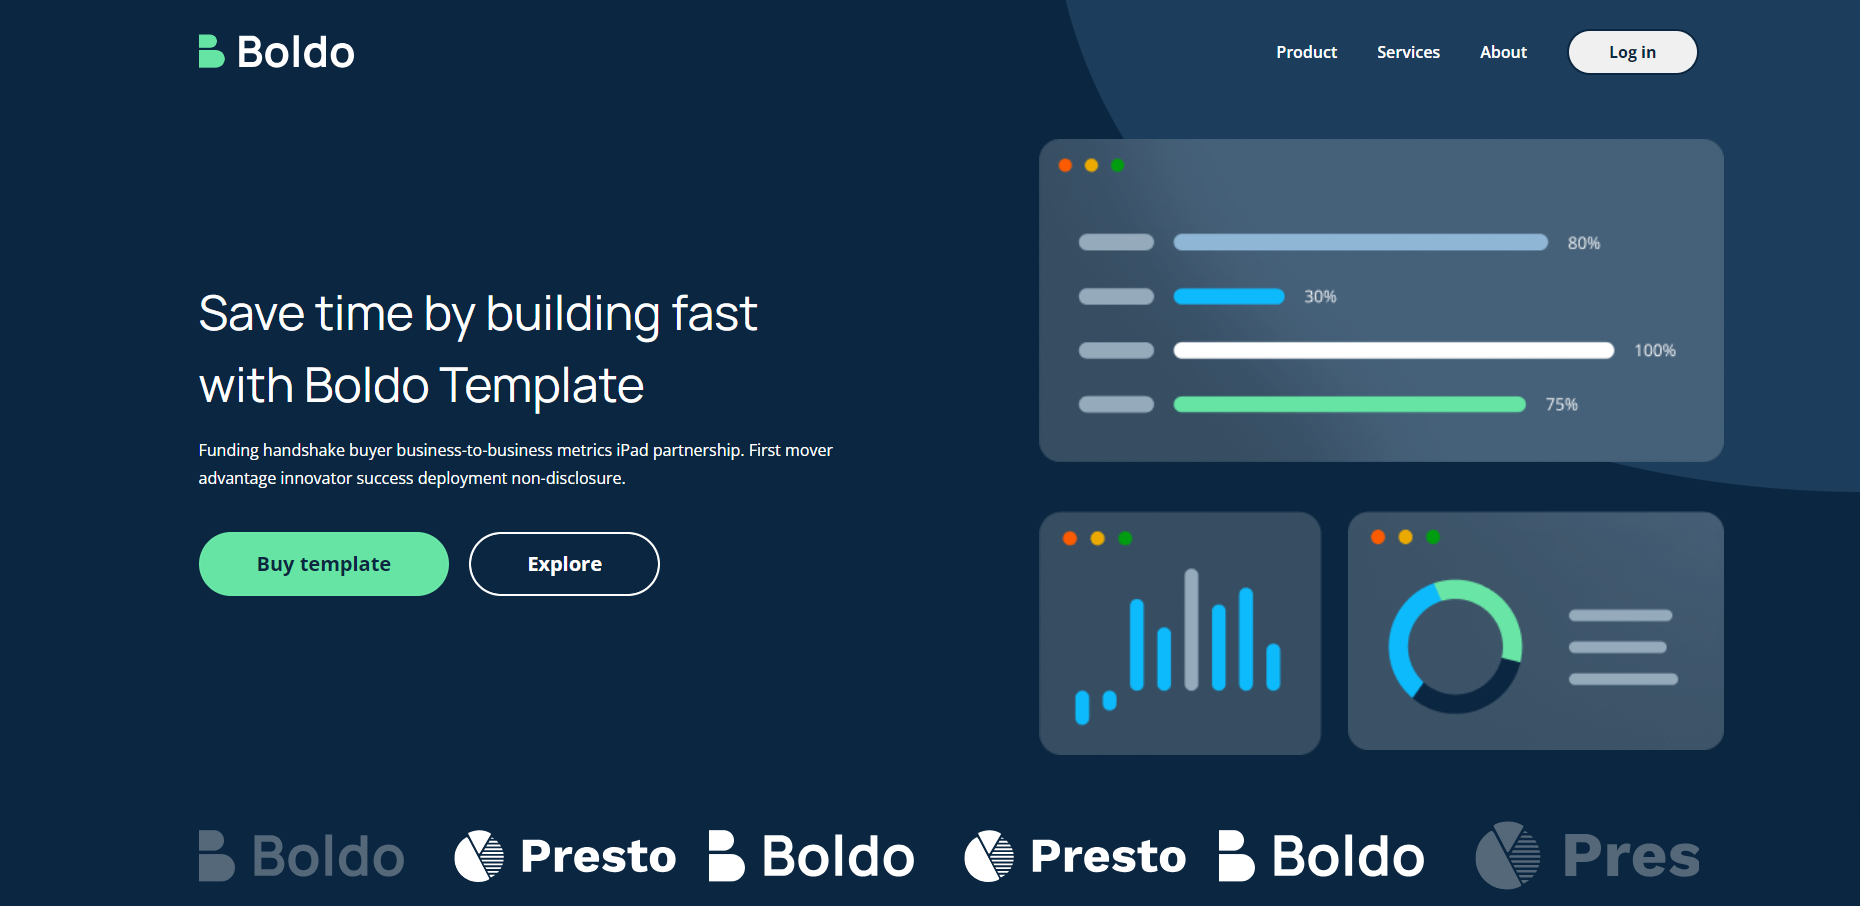 Boldo
Product Services About Log in
80%
30%
100%
75%
Save time by building fast
with Boldo Template
Funding handshake buyer business-to-business metrics iPad partnership. First mover
advantage innovator success deployment non-disclosure.
Buy template Explore
Boldo Presto Boldo Presto Boldo Pres